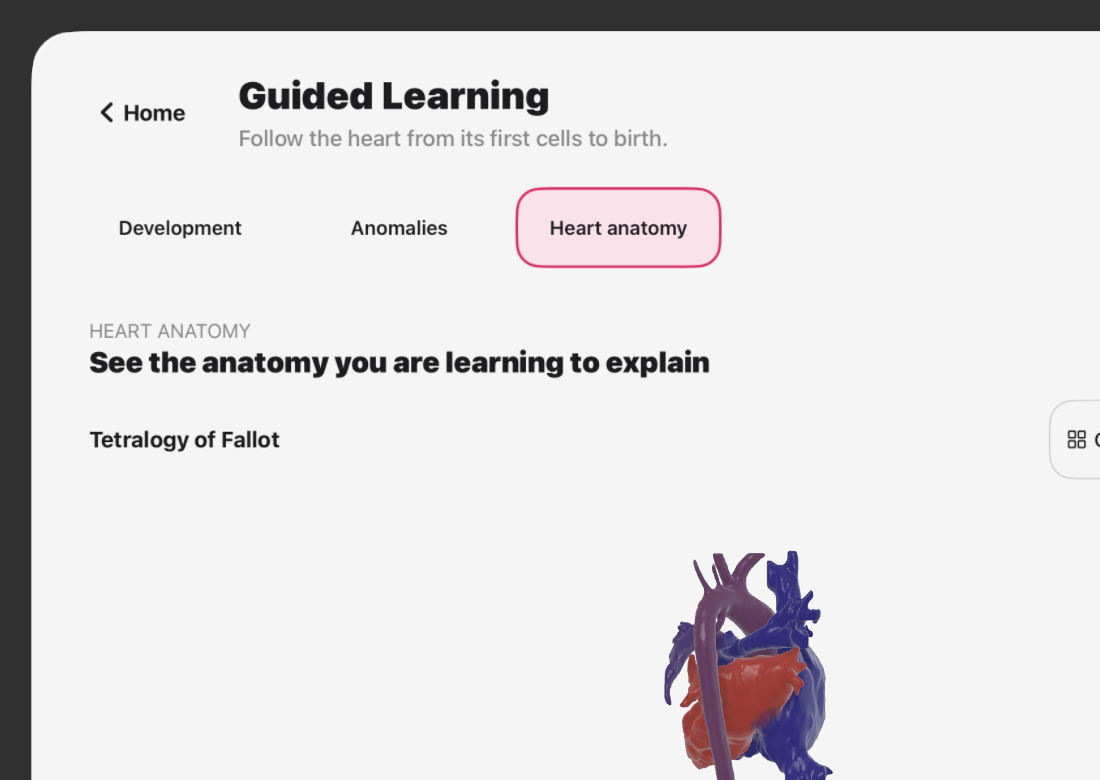 Home
Guided Learning
Follow the heart from its first cells to birth.
Development
Anomalies
Heart anatomy
HEART ANATOMY
See the anatomy you are learning to explain
Tetralogy of Fallot